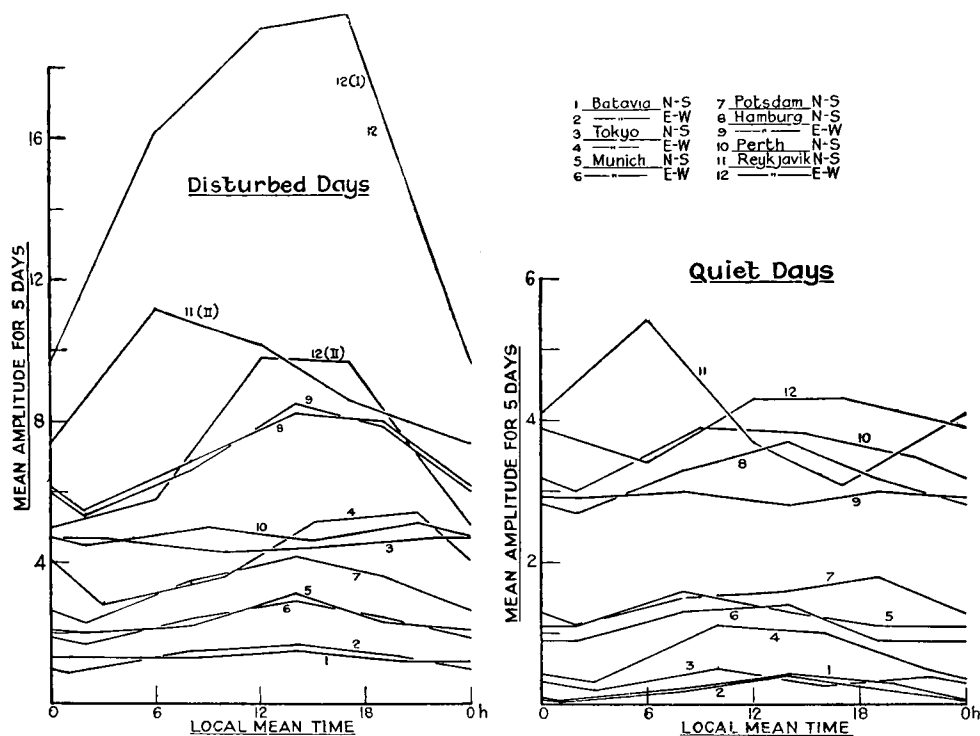 12(I)
12
16
Disturbed Days
12
11(II)
12(II)
9
8
8
10
4
3
4
7
5
6
2
1
0 6 12 18 0h
LOCAL MEAN TIME
MEAN AMPLITUDE FOR 5 DAYS
1 Batavia N-S
2 —"— E-W
3 Tokyo N-S
4 —"— E-W
5 Munich N-S
6 —"— E-W
7 Potsdam N-S
8 Hamburg N-S
9 —"— E-W
10 Perth N-S
11 Reykjavik N-S
12 —"— E-W
Quiet Days
6
11
12
4
10
8
9
2
7
6
5
4
3
1
2
0 6 12 18 0h
LOCAL MEAN TIME
MEAN AMPLITUDE FOR 5 DAYS